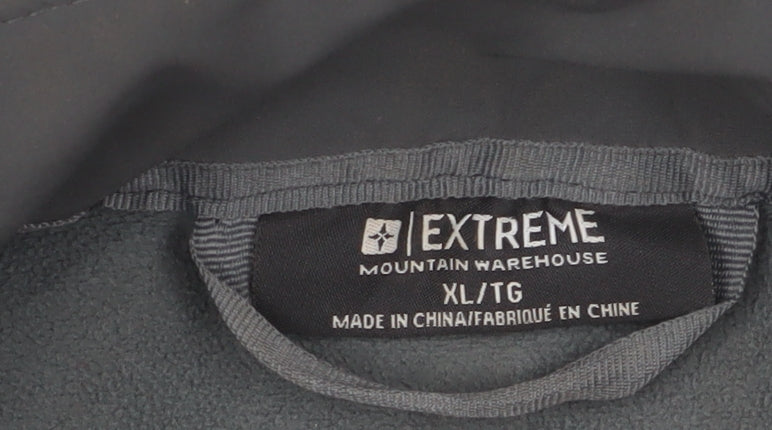 EXTREME
MOUNTAIN WAREHOUSE
XL/TG
MADE IN CHINA/FABRIQUÉ EN CHINE